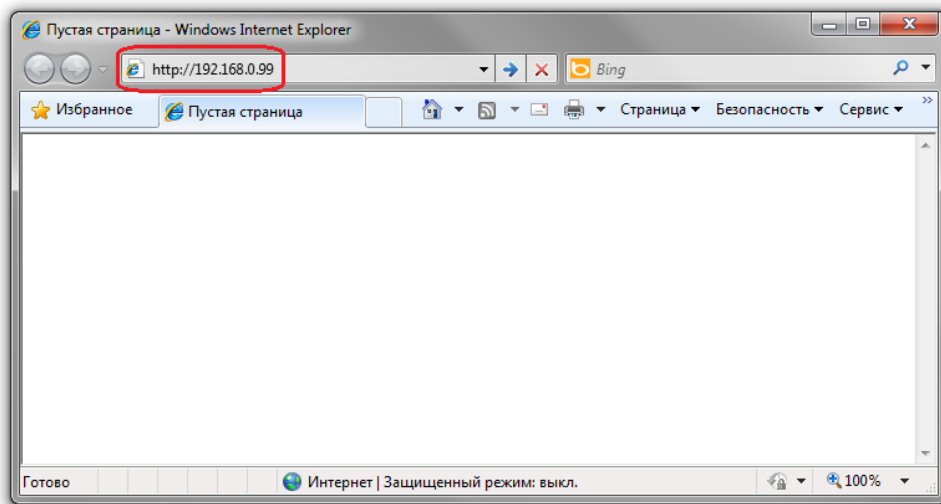 Пустая страница - Windows Internet Explorer
http://192.168.0.99 Bing
Избранное Пустая страница Страница Безопасность Сервис »
Готово Интернет | Защищенный режим: выкл. 100%